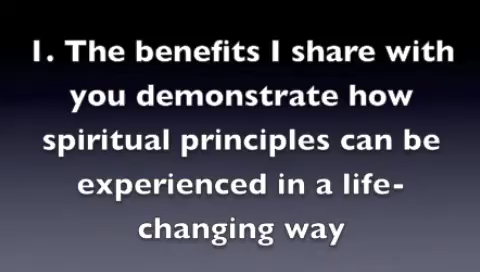 1. The benefits I share with
you demonstrate how
spiritual principles can be
experienced in a life-
changing way